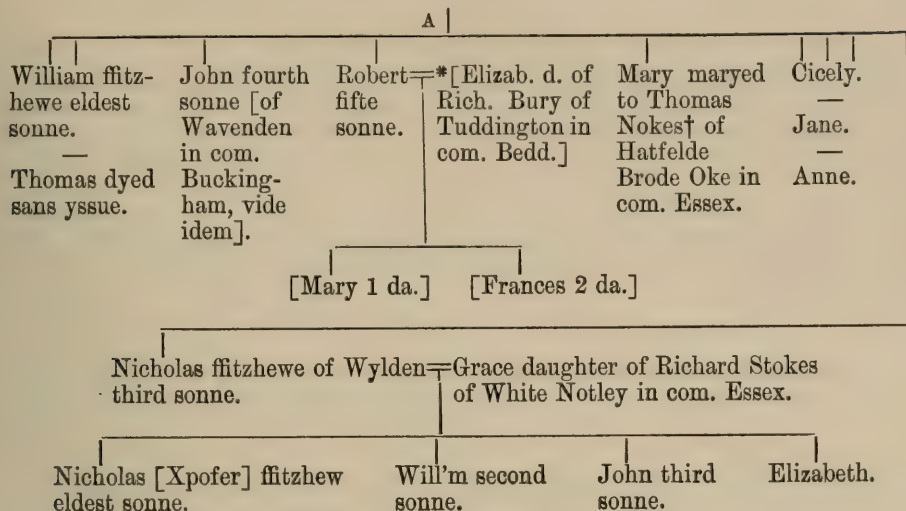 A
William ffitz-
hewe eldest
sonne.
—
Thomas dyed
sans yssue.
John fourth
sonne [of
Wavenden
in com.
Bucking-
ham, vide
idem].
Robert
fifte
sonne.
*[Elizab. d. of
Rich. Bury of
Tuddington in
com. Bedd.]
Mary maryed
to Thomas
Nokes† of
Hatfelde
Brode Oke in
com. Essex.
Cicely.
—
Jane.
—
Anne.
[Mary 1 da.]
[Frances 2 da.]
Nicholas ffitzhewe of Wylden
third sonne.
Grace daughter of Richard Stokes
of White Notley in com. Essex.
Nicholas [Xpofer] ffitzhew
eldest sonne.
Will'm second
sonne.
John third
sonne.
Elizabeth.